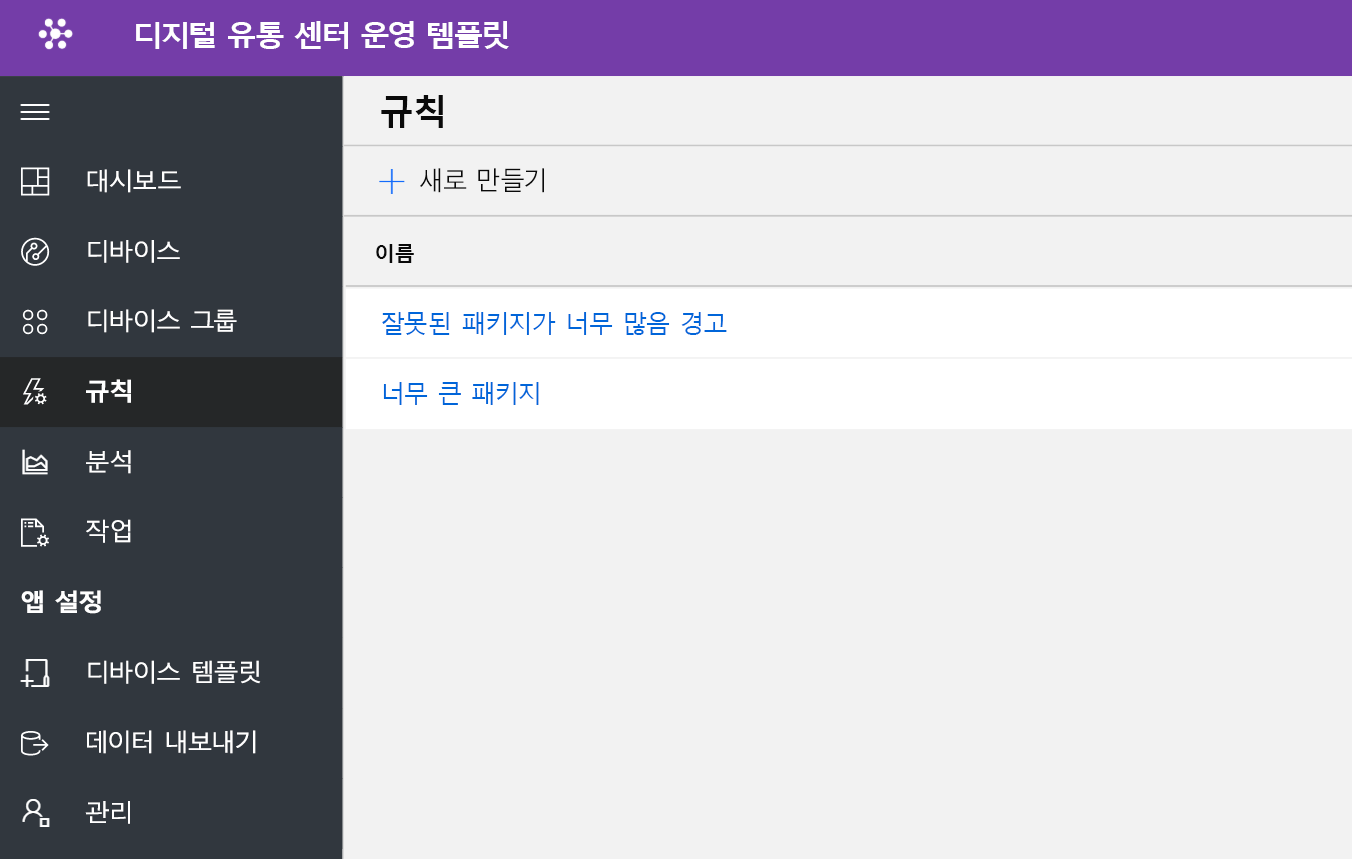 디지털 유통 센터 운영 템플릿
대시보드
디바이스
디바이스 그룹
규칙
분석
작업
앱 설정
디바이스 템플릿
데이터 내보내기
관리
규칙
새로 만들기
이름
잘못된 패키지가 너무 많음 경고
너무 큰 패키지